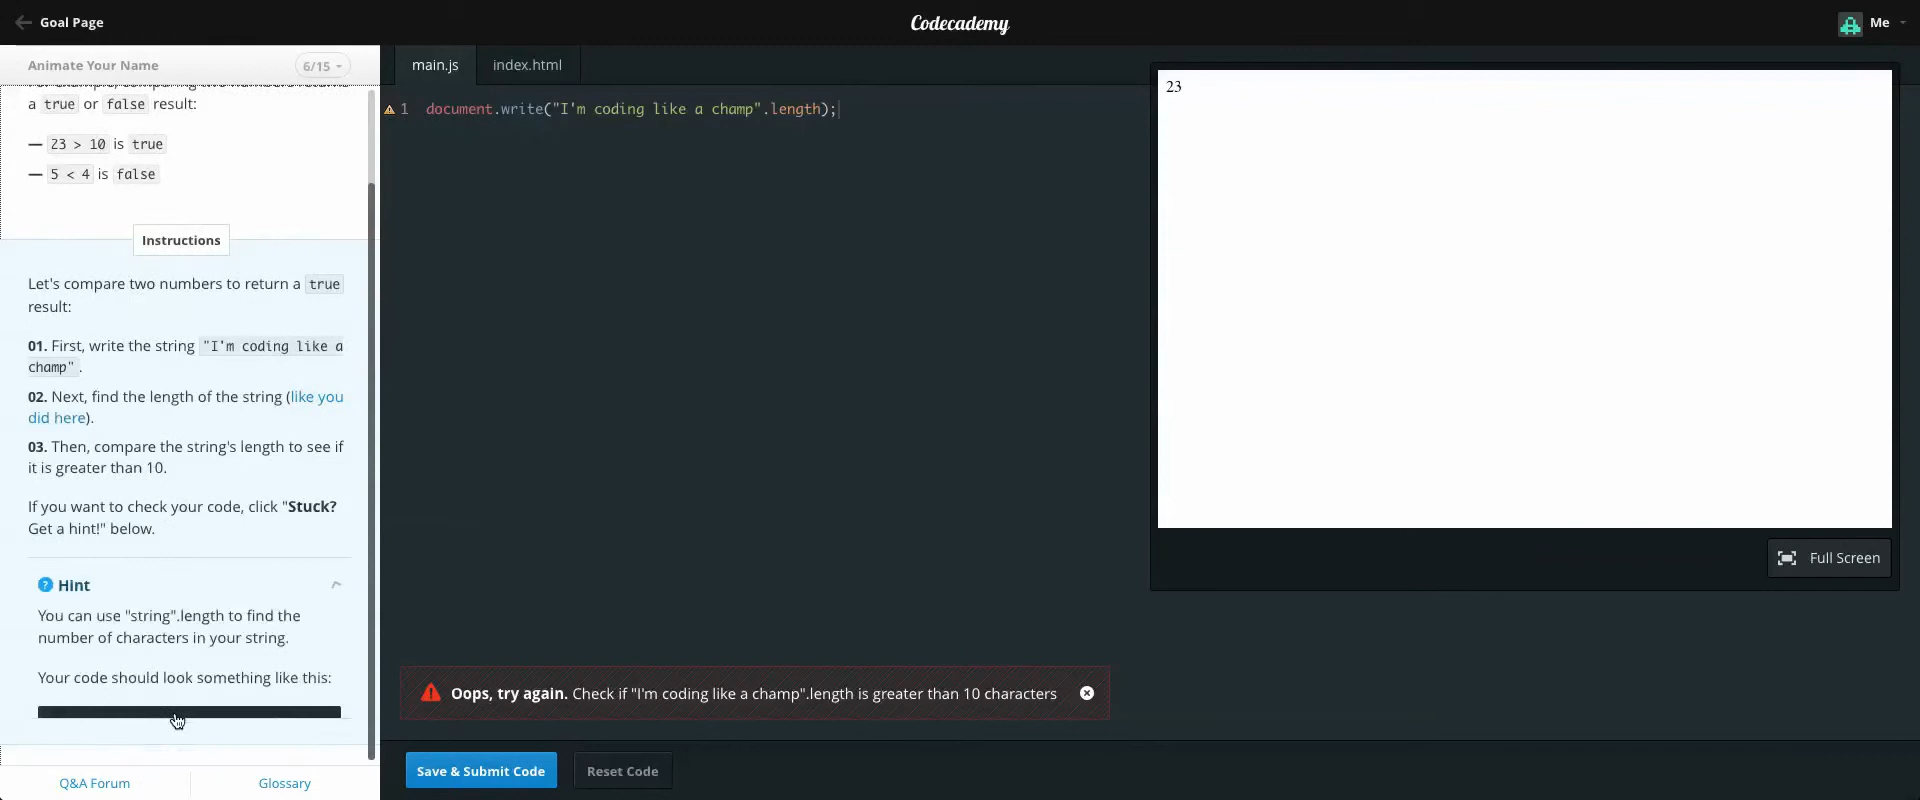 Goal Page
Codecademy
Me
Animate Your Name
6/15
main.js
index.html
a true or false result:
— 23 > 10 is true
— 5 < 4 is false
Instructions
Let's compare two numbers to return a true
result:
01. First, write the string "I'm coding like a
champ".
02. Next, find the length of the string (like you
did here).
03. Then, compare the string's length to see if
it is greater than 10.
If you want to check your code, click "Stuck?
Get a hint!" below.
? Hint
You can use "string".length to find the
number of characters in your string.
Your code should look something like this:
Q&A Forum
Glossary
1 document.write("I'm coding like a champ".length);
23
Full Screen
Oops, try again. Check if "I'm coding like a champ".length is greater than 10 characters
Save & Submit Code
Reset Code